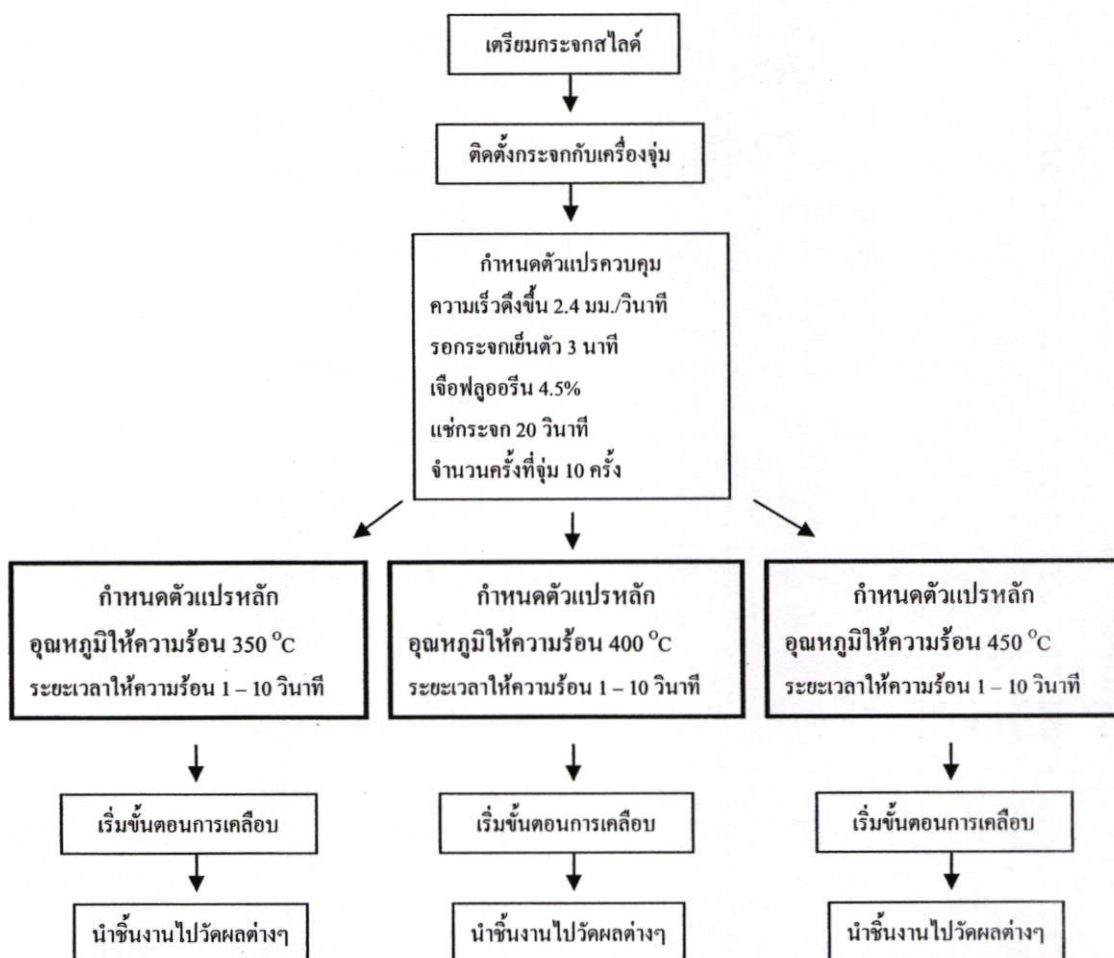 เตรียมกระจกสไลด์
ติดตั้งกระจกกับเครื่องจุ่ม
กำหนดตัวแปรควบคุม
ความเร็วดึงขึ้น 2.4 มม./วินาที
รอกระจกเย็นตัว 3 นาที
เจือฟลูออรีน 4.5%
แช่กระจก 20 วินาที
จำนวนครั้งที่จุ่ม 10 ครั้ง
กำหนดตัวแปรหลัก
อุณหภูมิให้ความร้อน 350 °C
ระยะเวลาให้ความร้อน 1 – 10 วินาที
กำหนดตัวแปรหลัก
อุณหภูมิให้ความร้อน 400 °C
ระยะเวลาให้ความร้อน 1 – 10 วินาที
กำหนดตัวแปรหลัก
อุณหภูมิให้ความร้อน 450 °C
ระยะเวลาให้ความร้อน 1 – 10 วินาที
เริ่มขั้นตอนการเคลือบ
เริ่มขั้นตอนการเคลือบ
เริ่มขั้นตอนการเคลือบ
นำชิ้นงานไปวัดผลต่างๆ
นำชิ้นงานไปวัดผลต่างๆ
นำชิ้นงานไปวัดผลต่างๆ